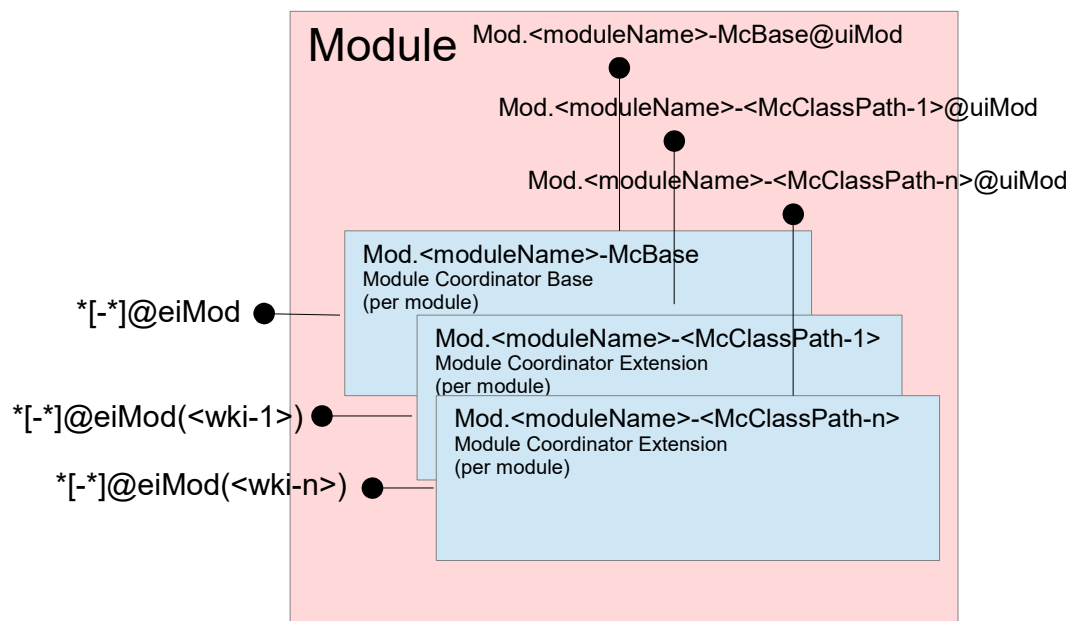 Module
Mod.<moduleName>-McBase@uiMod
Mod.<moduleName>-<McClassPath-1>@uiMod
Mod.<moduleName>-<McClassPath-n>@uiMod
Mod.<moduleName>-McBase
Module Coordinator Base
(per module)
*[-*]@eiMod
Mod.<moduleName>-<McClassPath-1>
Module Coordinator Extension
(per module)
*[-*]@eiMod(<wki-1>)
Mod.<moduleName>-<McClassPath-n>
Module Coordinator Extension
(per module)
*[-*]@eiMod(<wki-n>)